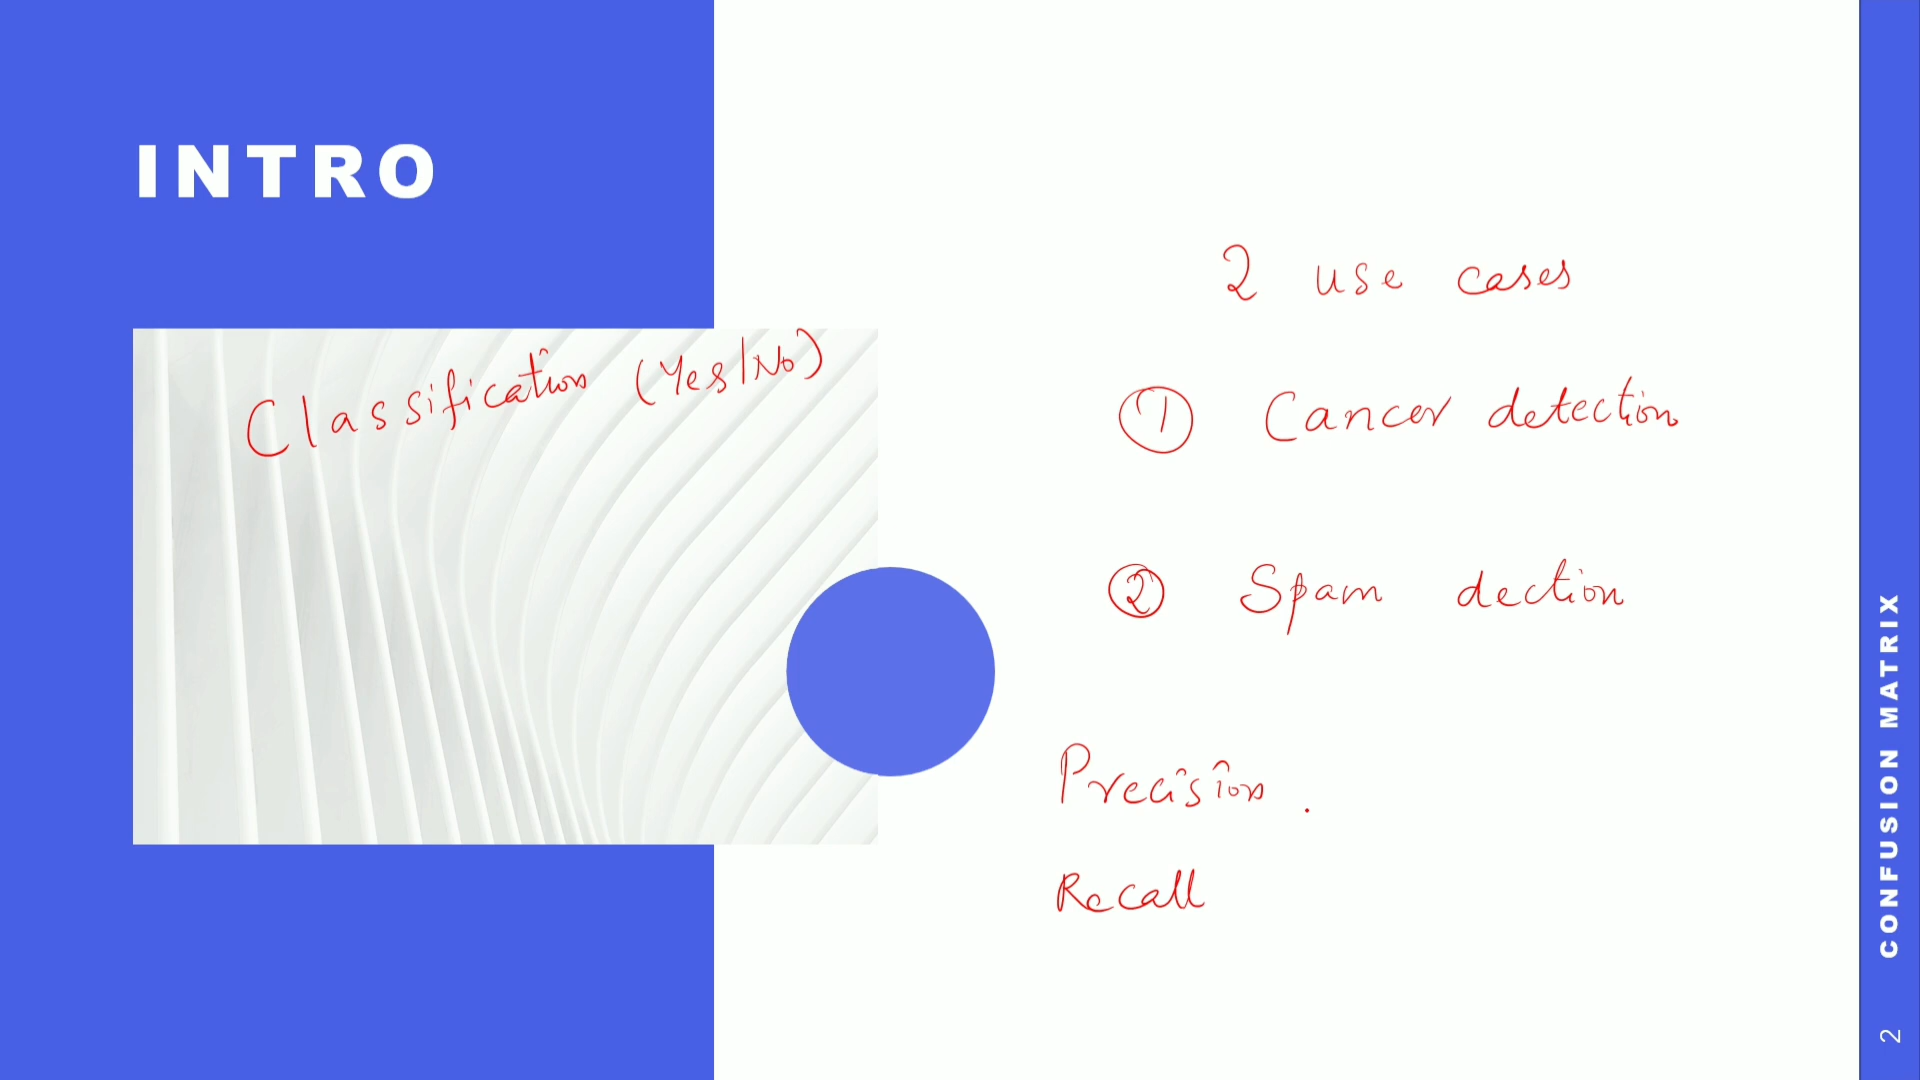 INTRO
Classification (Yes/No)
2 use cases
1 Cancer detection
2 Spam dection
Precision .
Recall
CONFUSION MATRIX
2